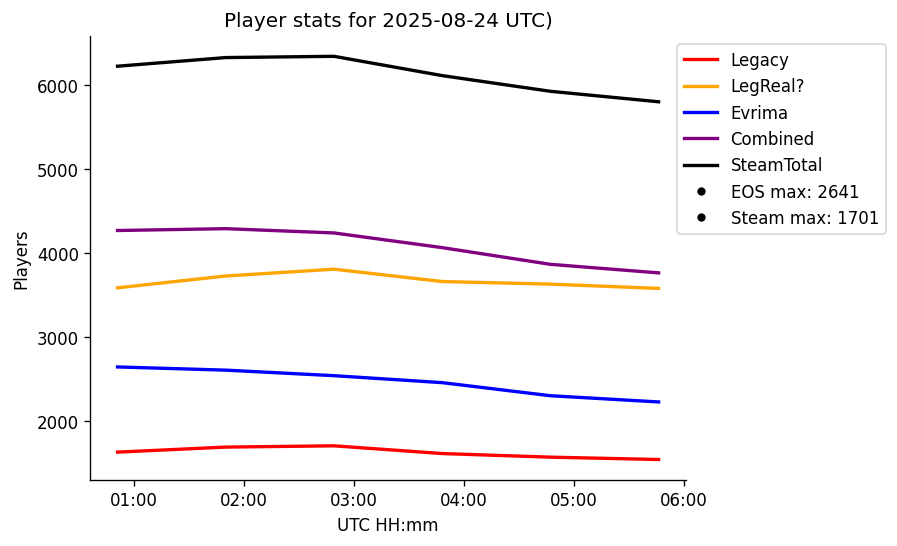 Player stats for 2025-08-24 UTC)
Legacy
LegReal?
Evrima
Combined
SteamTotal
EOS max: 2641
Steam max: 1701
Players
6000
5000
4000
3000
2000
01:00 02:00 03:00 04:00 05:00 06:00
UTC HH:mm